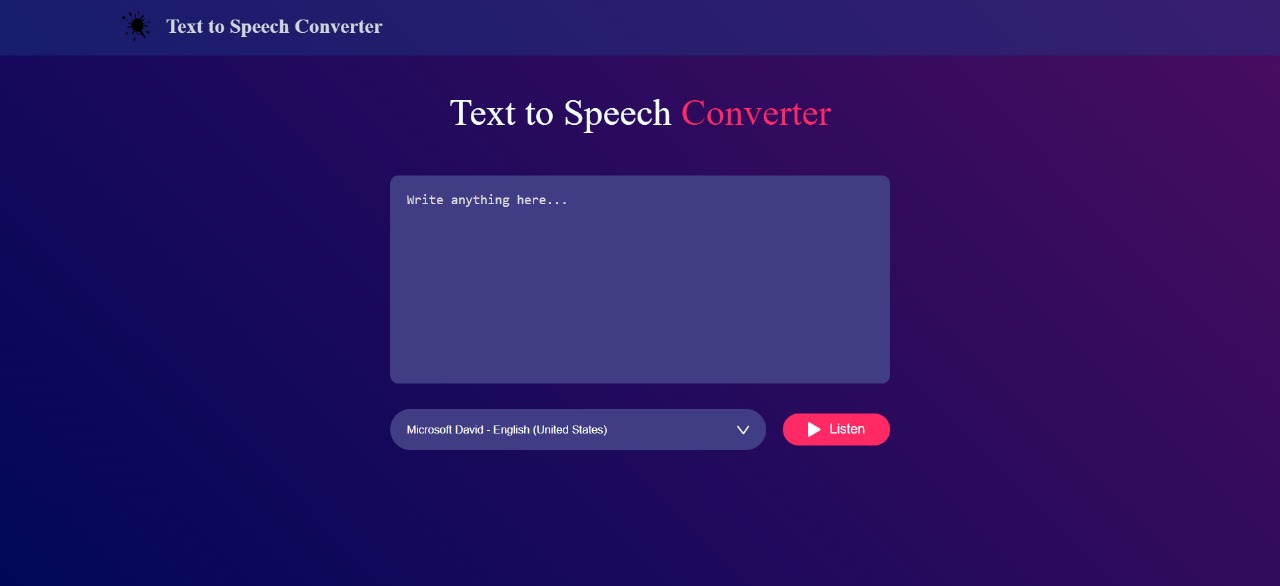 Text to Speech Converter
Text to Speech Converter
Write anything here...
Microsoft David - English (United States)
Listen